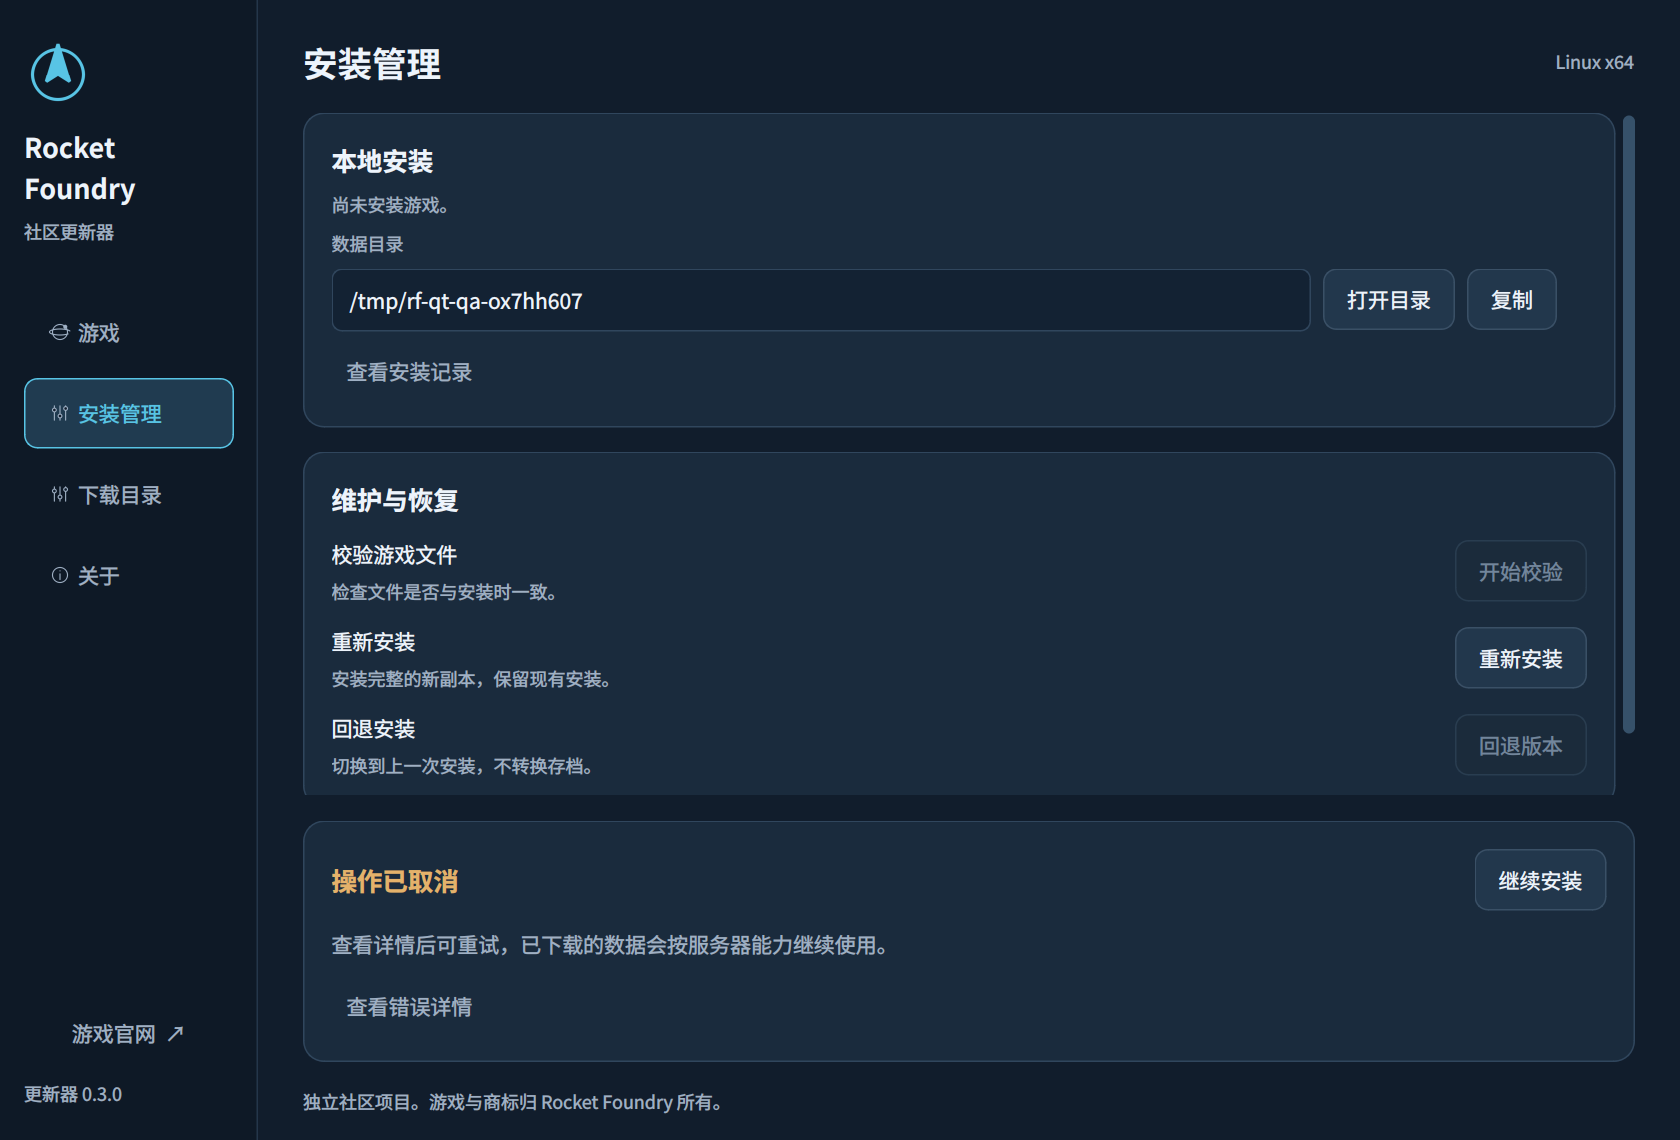 Rocket
Foundry
社区更新器
游戏
安装管理
下载目录
关于
游戏官网 ↗
更新器 0.3.0
安装管理
Linux x64
本地安装
尚未安装游戏。
数据目录
/tmp/rf-qt-qa-ox7hh607
打开目录
复制
查看安装记录
维护与恢复
校验游戏文件
检查文件是否与安装时一致。
开始校验
重新安装
安装完整的新副本，保留现有安装。
重新安装
回退安装
切换到上一次安装，不转换存档。
回退版本
操作已取消
继续安装
查看详情后可重试，已下载的数据会按服务器能力继续使用。
查看错误详情
独立社区项目。游戏与商标归 Rocket Foundry 所有。